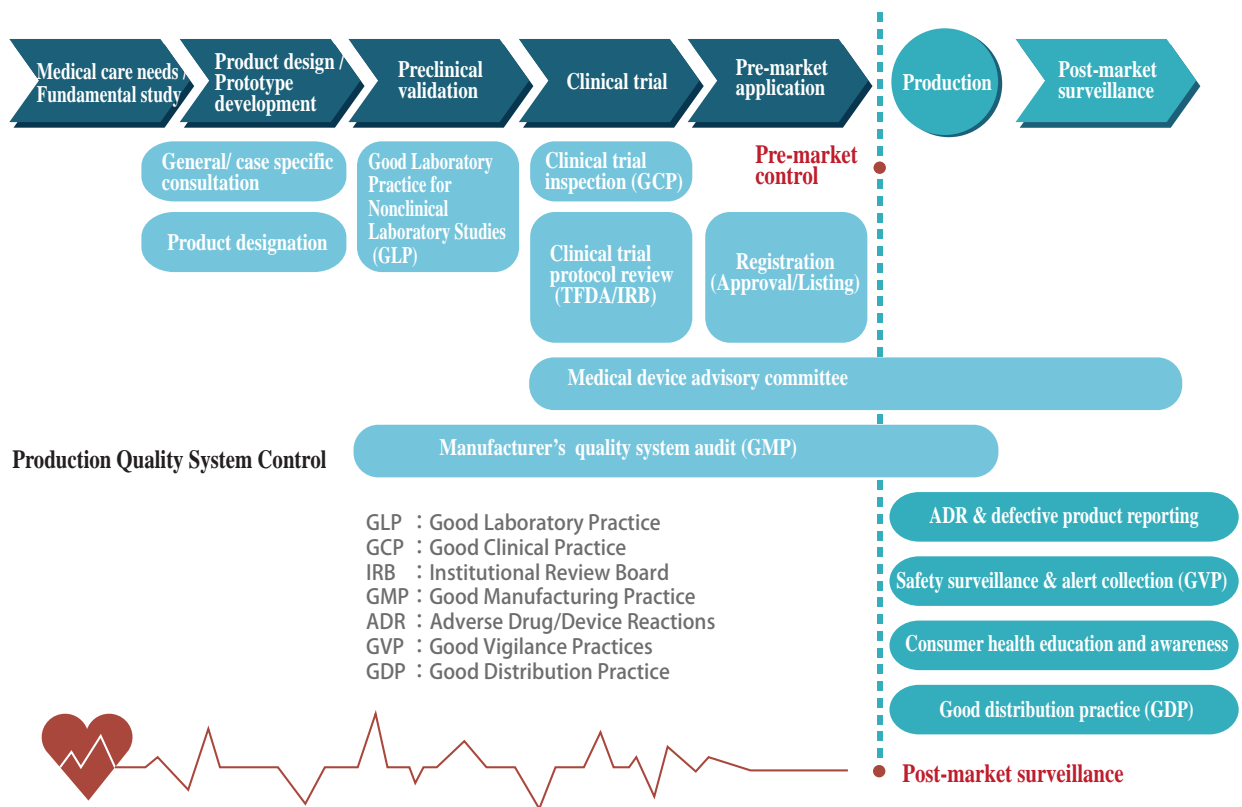 Medical care needs /
Fundamental study
Product design /
Prototype
development
Preclinical
validation
Clinical trial
Pre-market
application
Production
Post-market
surveillance
General/ case specific
consultation
Product designation
Good Laboratory
Practice for
Nonclinical
Laboratory Studies
(GLP)
Clinical trial
inspection (GCP)
Clinical trial
protocol review
(TFDA/IRB)
Pre-market
control
Registration
(Approval/Listing)
Medical device advisory committee
Production Quality System Control
Manufacturer’s quality system audit (GMP)
GLP : Good Laboratory Practice
GCP : Good Clinical Practice
IRB : Institutional Review Board
GMP : Good Manufacturing Practice
ADR : Adverse Drug/Device Reactions
GVP : Good Vigilance Practices
GDP : Good Distribution Practice
ADR & defective product reporting
Safety surveillance & alert collection (GVP)
Consumer health education and awareness
Good distribution practice (GDP)
Post-market surveillance